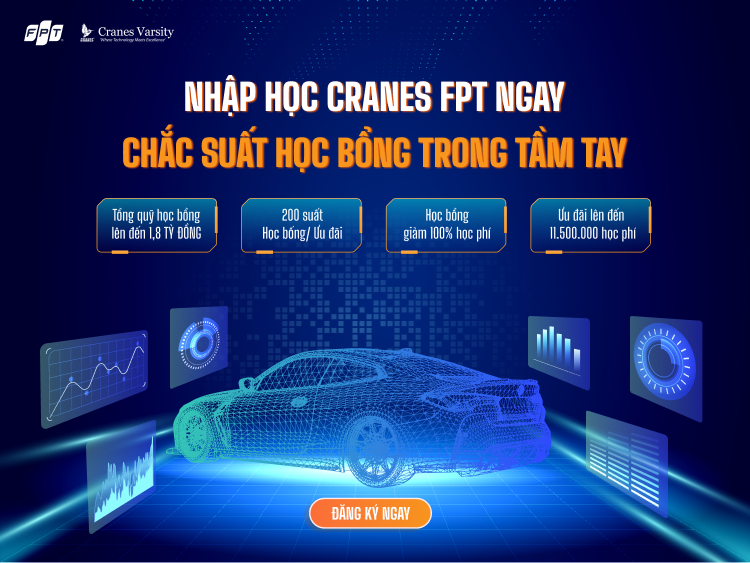 FPT Cranes Varsity
CRANES "Where Technology Meets Excellence"
NHẬP HỌC CRANES FPT NGAY
CHẮC SUẤT HỌC BỔNG TRONG TẦM TAY
Tổng quỹ học bổng
lên đến 1,8 TỶ ĐỒNG
200 suất
Học bổng/ Ưu đãi
Học bổng
giảm 100% học phí
Ưu đãi lên đến
11.500.000 học phí
ĐĂNG KÝ NGAY